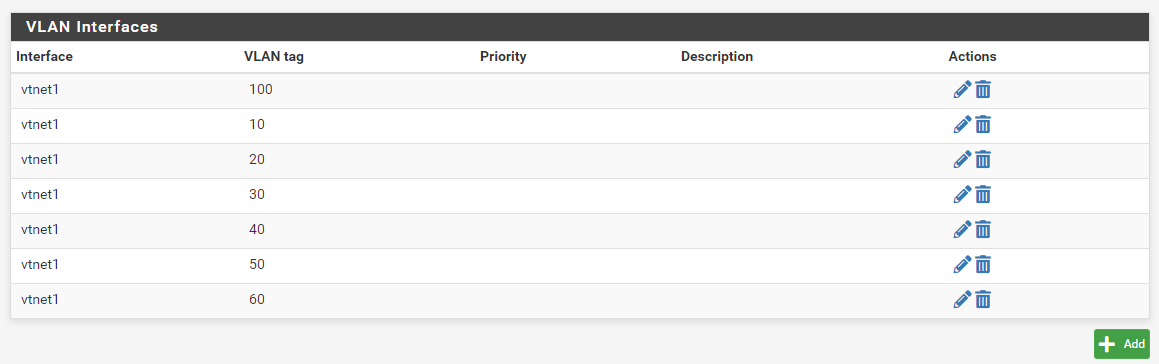 VLAN Interfaces
Interface VLAN tag Priority Description Actions
vtnet1 100
vtnet1 10
vtnet1 20
vtnet1 30
vtnet1 40
vtnet1 50
vtnet1 60
Add